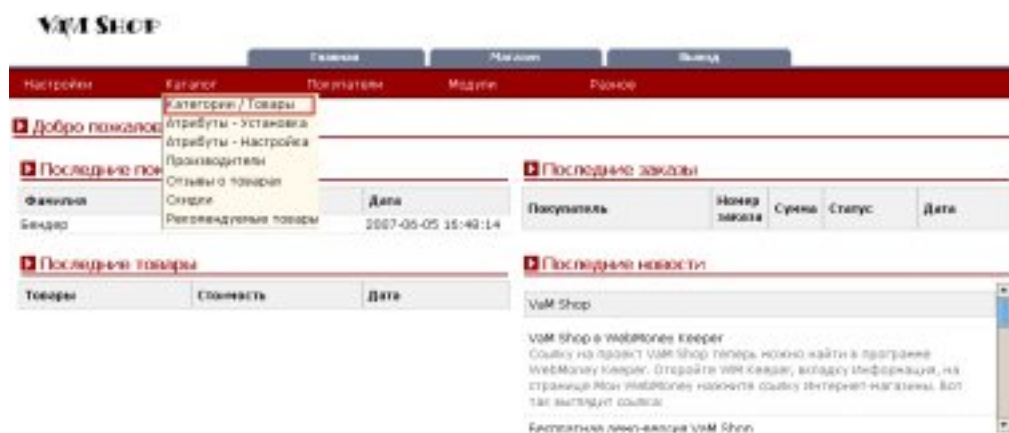 VaM Shop
Главная Магазин Выход
Настройки Каталог Покупатели Модули Разное
Категории / Товары
Атрибуты - Установка
Атрибуты - Настройка
Производители
Отзывы о товарах
Скидки
Рекомендуемые товары
Добро пожалов
Последние пок
Фамилия Дата
Бендер 2007-06-05 16:48:14
Последние заказы
Покупатель Номер заказа Сумма Статус Дата
Последние товары
Товары Стоимость Дата
Последние новости
VaM Shop
VaM Shop в WebMoney Keeper
Ссылку на проект VaM Shop теперь можно найти в программе
WebMoney Keeper. Откройте WM Keeper, вкладку Информация, на
странице Мои WebMoney нажмите ссылку Интернет-магазины. Вот
так выглядит ссылка:
Бесплатная демо-версия VaM Shop